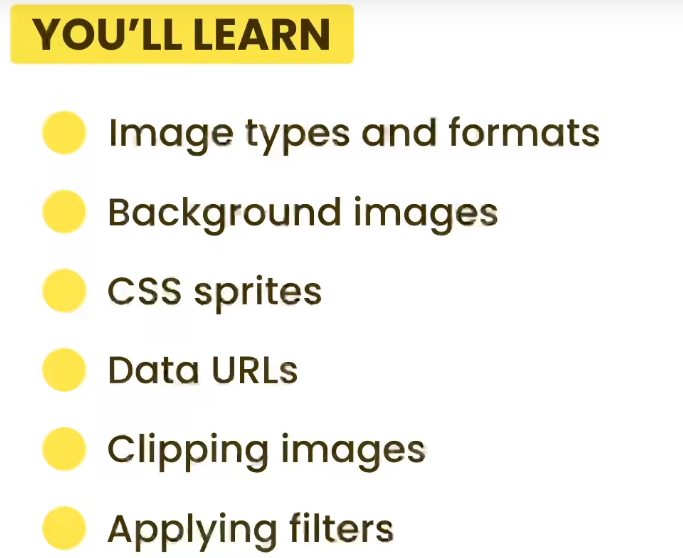 YOU’LL LEARN
Image types and formats
Background images
CSS sprites
Data URLs
Clipping images
Applying filters